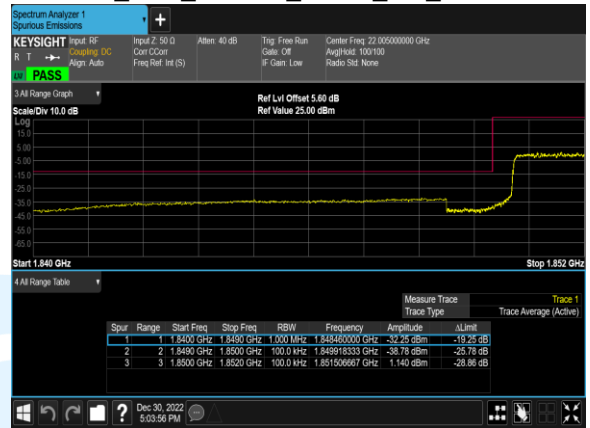 Spectrum Analyzer 1
Spurious Emissions
+
KEYSIGHT Input: RF Input Z: 50 Ω Atten: 40 dB Trig: Free Run Center Freq: 22.005000000 GHz
R T Coupling: DC Corr CCorr Gate: Off Avg|Hold: 100/100
Align: Auto Freq Ref: Int (S) IF Gain: Low Radio Std: None
PASS
3 All Range Graph
Ref Lvl Offset 5.60 dB
Scale/Div 10.0 dB Ref Value 25.00 dBm
Log
15.0
5.00
-5.00
-15.0
-25.0
-35.0
-45.0
-55.0
-65.0
Start 1.840 GHz Stop 1.852 GHz
4 All Range Table
Measure Trace Trace 1
Trace Type Trace Average (Active)
Spur Range Start Freq Stop Freq RBW Frequency Amplitude ΔLimit
1 1 1.8400 GHz 1.8490 GHz 1.000 MHz 1.848460000 GHz -32.25 dBm -19.25 dB
2 2 1.8490 GHz 1.8500 GHz 100.0 kHz 1.849918333 GHz -38.78 dBm -25.78 dB
3 3 1.8500 GHz 1.8520 GHz 100.0 kHz 1.851506667 GHz 1.140 dBm -28.86 dB
? Dec 30, 2022
5:03:56 PM